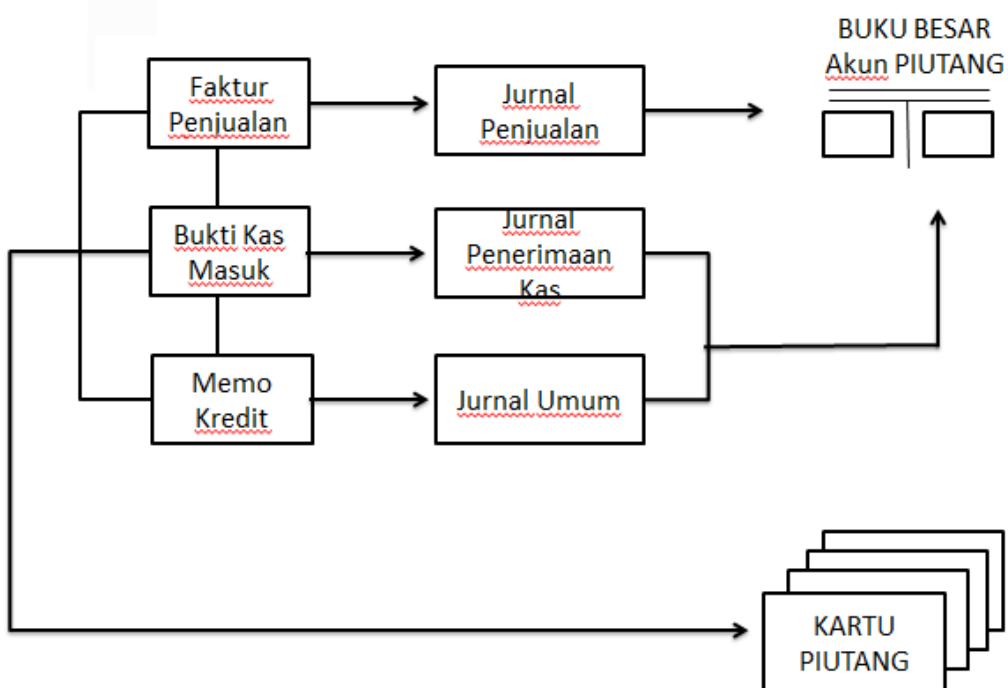 BUKU BESAR
Akun PIUTANG
Faktur
Penjualan
Jurnal
Penjualan
Bukti Kas
Masuk
Jurnal
Penerimaan
Kas
Memo
Kredit
Jurnal Umum
KARTU
PIUTANG